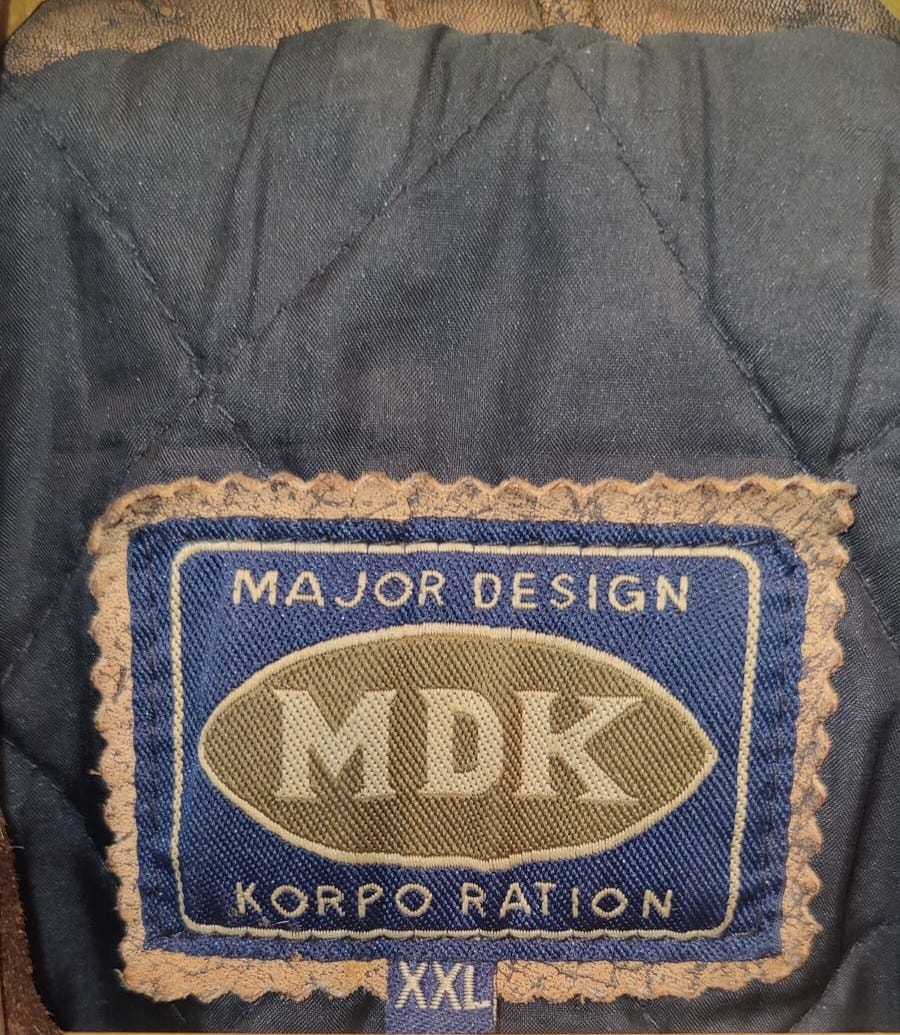 MAJOR DESIGN
MDK
KORPO RATION
XXL